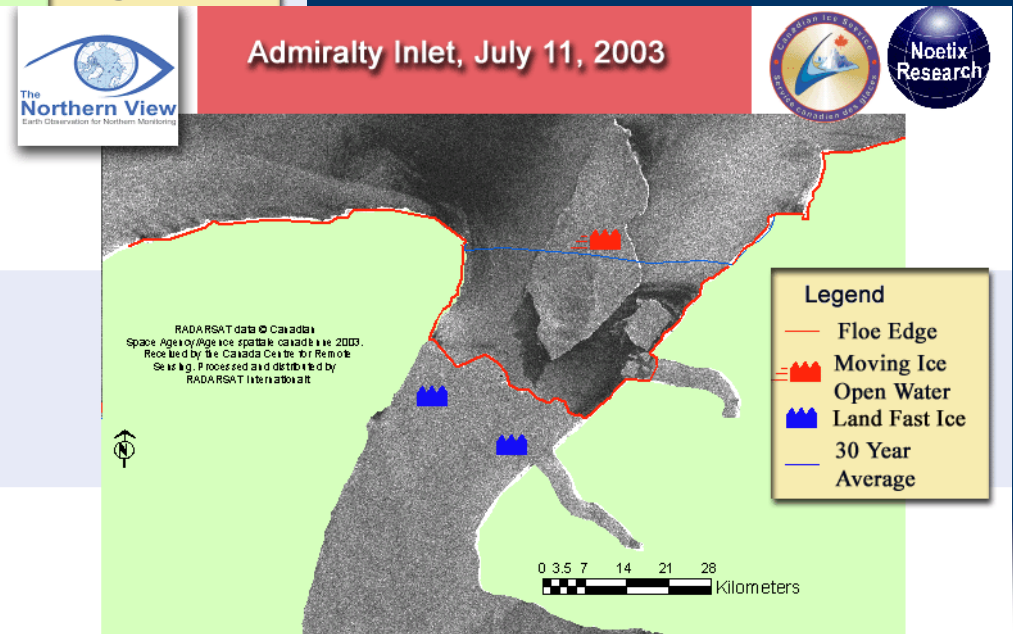 Admiralty Inlet, July 11, 2003
The
Northern View
Earth Observation for Northern Monitoring
Canadian Ice Service
Service canadien des glaces
Noetix
Research
RADARSAT data © Canadian
Space Agency/Agence spatiale canadienne 2003.
Received by the Canada Centre for Remote
Sensing. Processed and distributed by
RADARSAT International
N
Legend
Floe Edge
Moving Ice
Open Water
Land Fast Ice
30 Year
Average
0 3.5 7 14 21 28
Kilometers